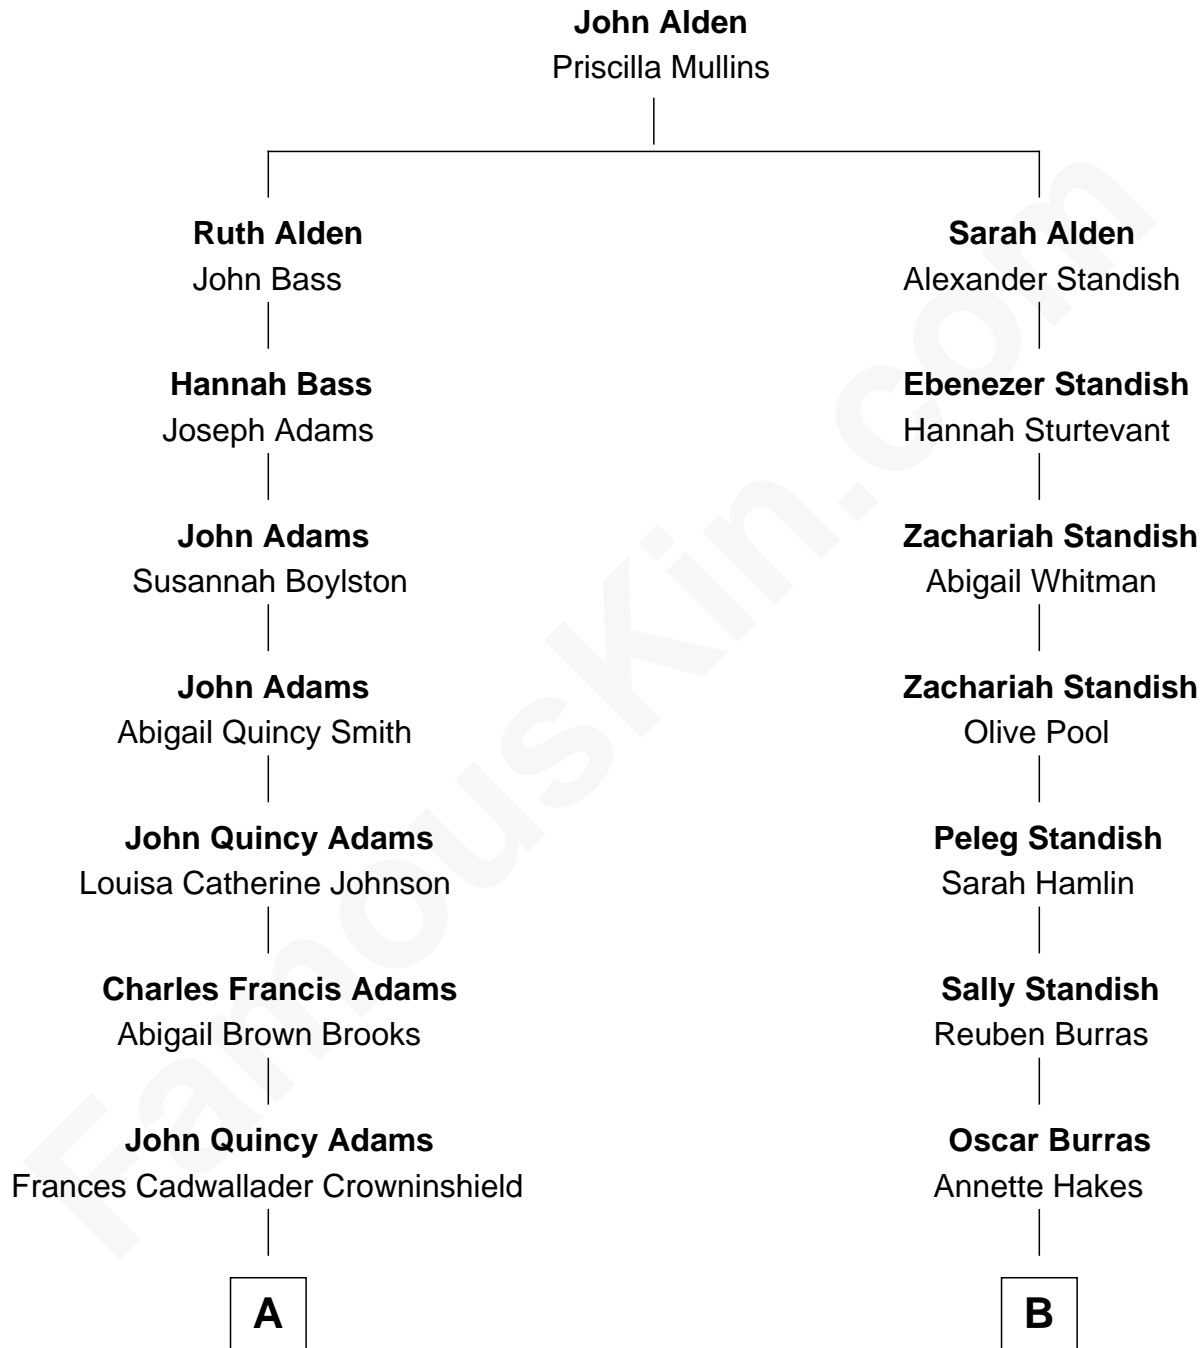 John Alden
Priscilla Mullins
Ruth Alden
John Bass
Sarah Alden
Alexander Standish
Hannah Bass
Joseph Adams
Ebenezer Standish
Hannah Sturtevant
John Adams
Susannah Boylston
Zachariah Standish
Abigail Whitman
John Adams
Abigail Quincy Smith
Zachariah Standish
Olive Pool
John Quincy Adams
Louisa Catherine Johnson
Peleg Standish
Sarah Hamlin
Charles Francis Adams
Abigail Brown Brooks
Sally Standish
Reuben Burras
John Quincy Adams
Frances Cadwallader Crowninshield
Oscar Burras
Annette Hakes
A
B
FamousKin.com